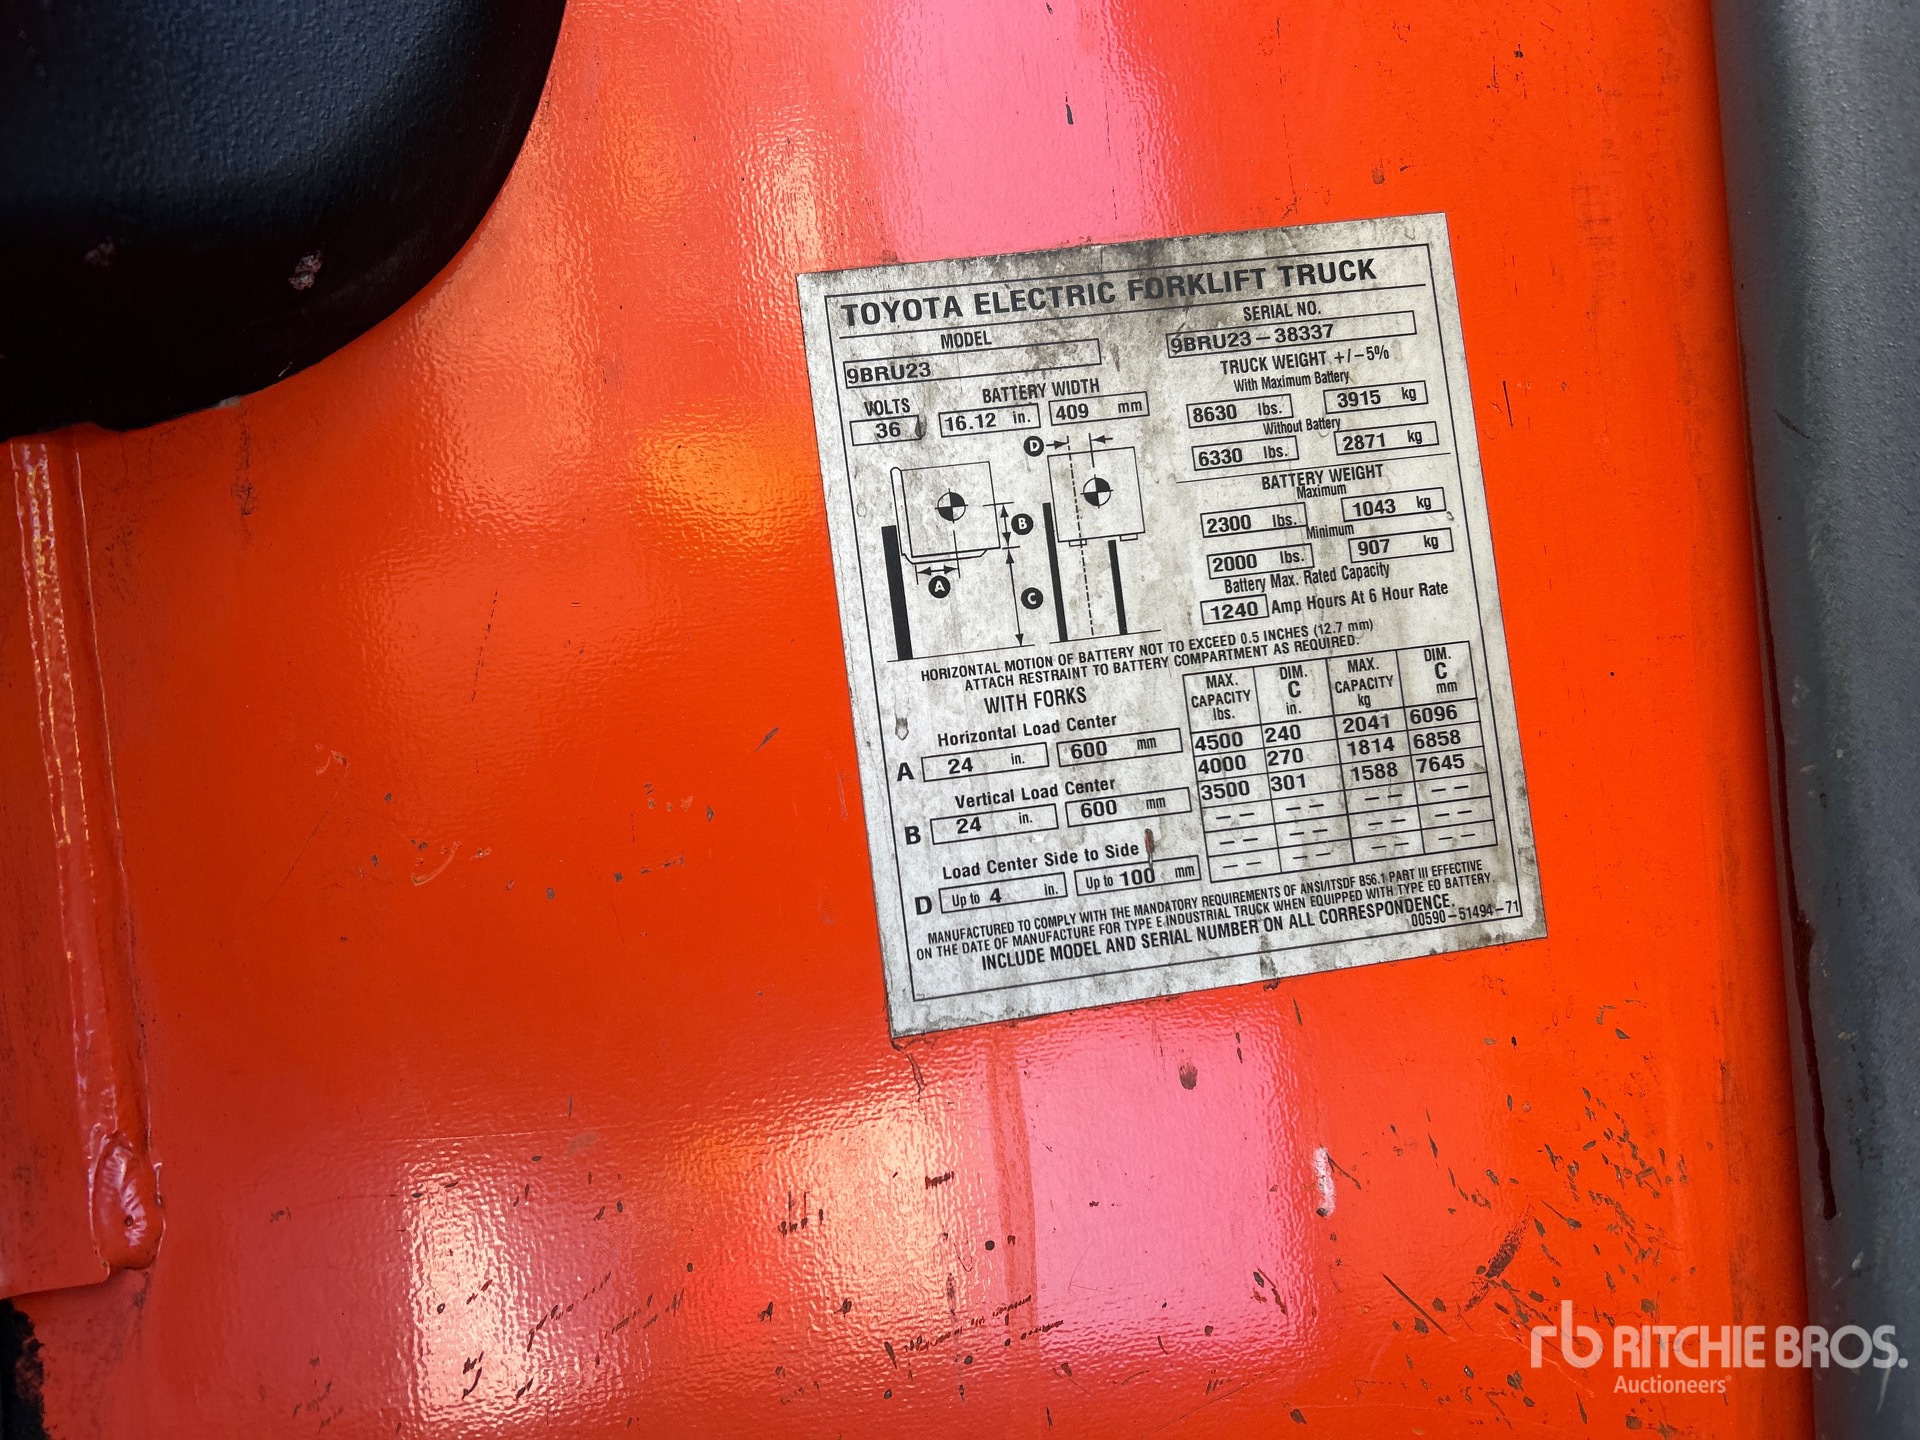 TOYOTA ELECTRIC FORKLIFT TRUCK
MODEL
9BRU23
SERIAL NO.
9BRU23-38337
VOLTS
36
BATTERY WIDTH
16.12 in. 409 mm
TRUCK WEIGHT +/-5%
With Maximum Battery
8630 lbs. 3915 kg
Without Battery
6330 lbs. 2871 kg
BATTERY WEIGHT
Maximum
2300 lbs. 1043 kg
Minimum
2000 lbs. 907 kg
Battery Max. Rated Capacity
1240 Amp Hours At 6 Hour Rate
D
B
A
C
HORIZONTAL MOTION OF BATTERY NOT TO EXCEED 0.5 INCHES (12.7 mm)
ATTACH RESTRAINT TO BATTERY COMPARTMENT AS REQUIRED.
WITH FORKS
Horizontal Load Center
A 24 in. 600 mm
Vertical Load Center
B 24 in. 600 mm
Load Center Side to Side
D Up to 4 in. Up to 100 mm
MAX. CAPACITY lbs. DIM. C in. MAX. CAPACITY kg DIM. C mm
4500 240 2041 6096
4000 270 1814 6858
3500 301 1588 7645
-- -- -- --
-- -- -- --
-- -- -- --
MANUFACTURED TO COMPLY WITH THE MANDATORY REQUIREMENTS OF ANSI/ITSDF B56.1 PART III EFFECTIVE
ON THE DATE OF MANUFACTURE FOR TYPE E INDUSTRIAL TRUCK WHEN EQUIPPED WITH TYPE EO BATTERY.
INCLUDE MODEL AND SERIAL NUMBER ON ALL CORRESPONDENCE.
00590-51494-71
rb RITCHIE BROS.
Auctioneers